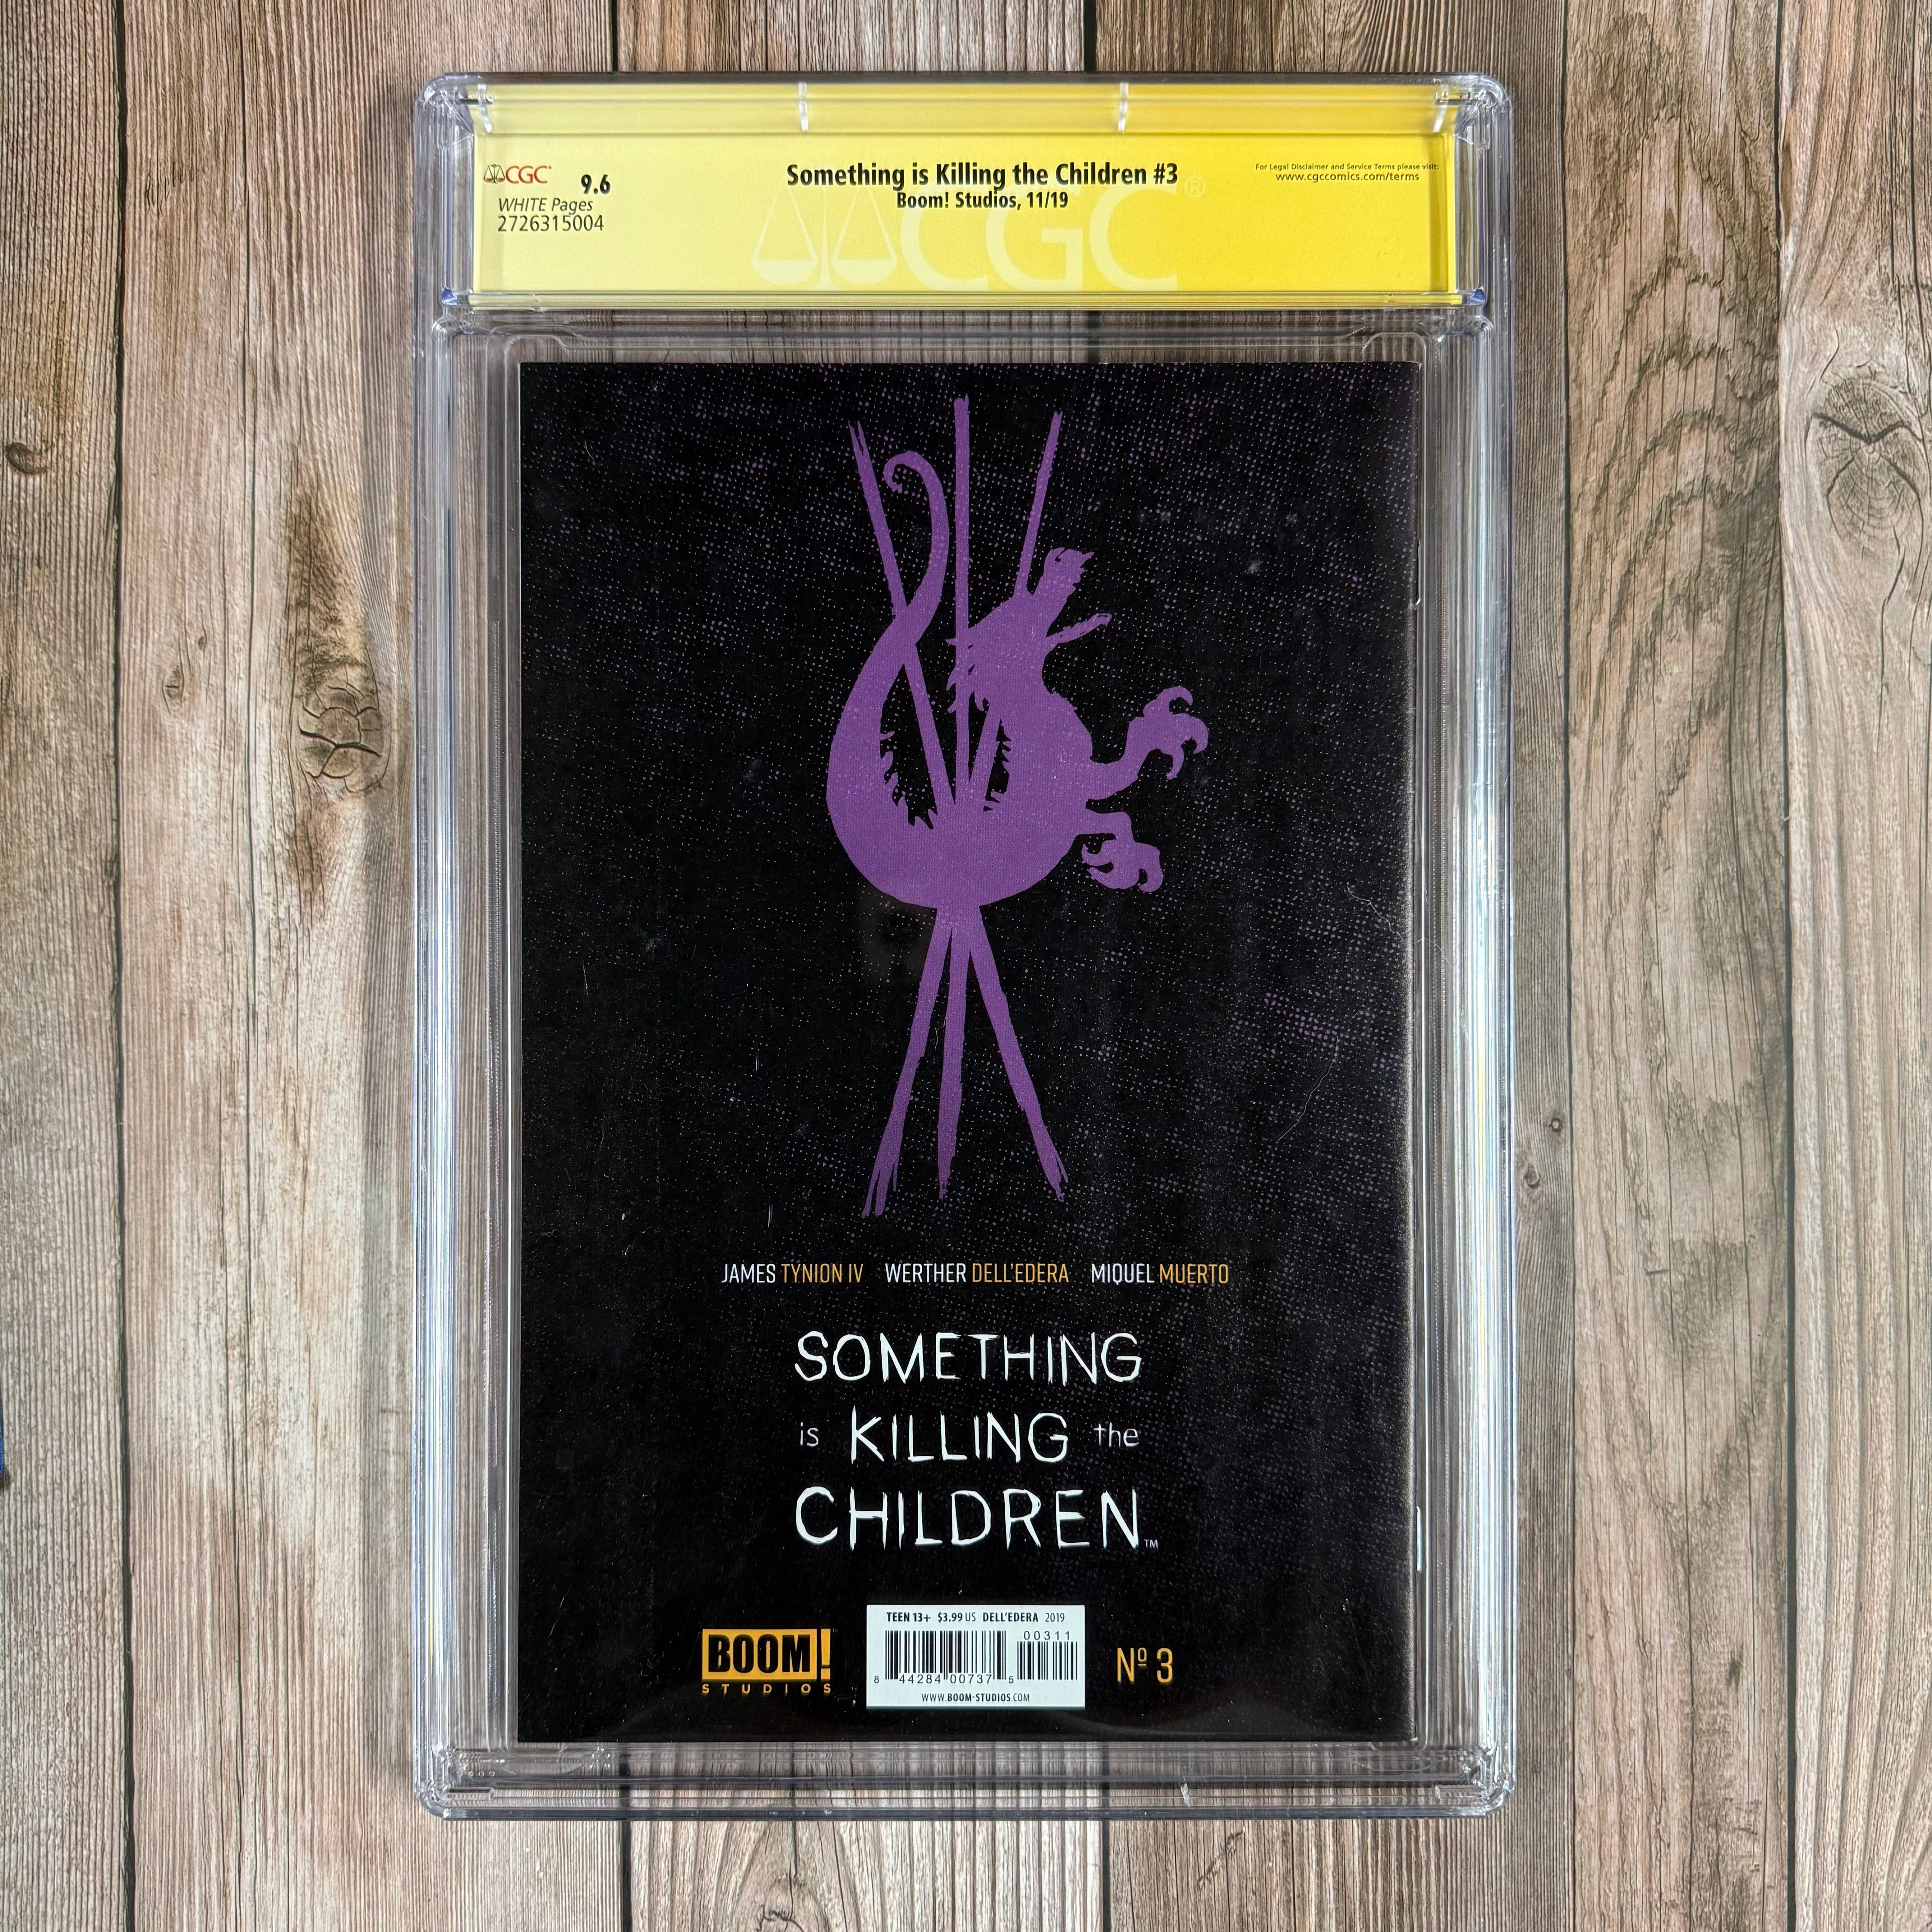 CGC 9.6
WHITE Pages
2726315004
Something is Killing the Children #3
Boom! Studios, 11/19
For Legal Disclaimer and Service Terms please visit:
www.cgccomics.com/terms
CGC®
JAMES TYNION IV WERTHER DELL'EDERA MIQUEL MUERTO
SOMETHING
is KILLING the
CHILDREN™
BOOM!
STUDIOS
TEEN 13+ $3.99 US DELL'EDERA 2019
00311
8 44284 00737 5
WWW.BOOM-STUDIOS.COM
Nº 3